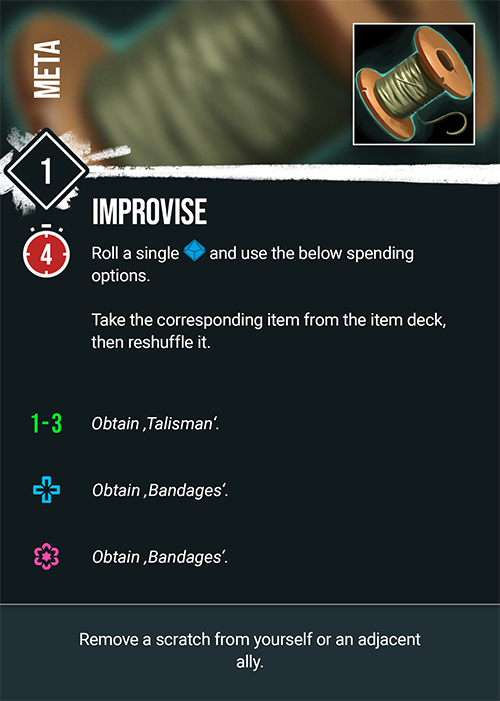 META
1
IMPROVISE
4
Roll a single and use the below spending
options.
Take the corresponding item from the item deck,
then reshuffle it.
1-3
Obtain ‚Talisman‘.
Obtain ‚Bandages‘.
Obtain ‚Bandages‘.
Remove a scratch from yourself or an adjacent
ally.